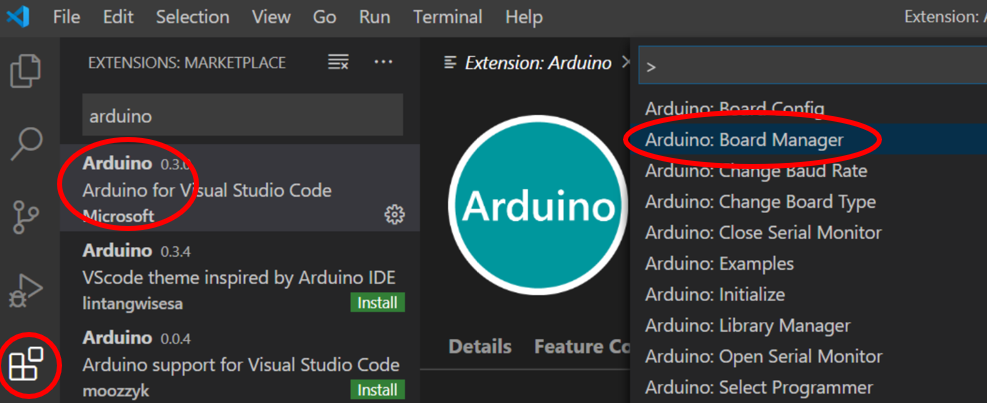 File Edit Selection View Go Run Terminal Help Extension: A
EXTENSIONS: MARKETPLACE
arduino
Arduino 0.3.0
Arduino for Visual Studio Code
Microsoft
Arduino 0.3.4
VScode theme inspired by Arduino IDE
lintangwisesa Install
Arduino 0.0.4
Arduino support for Visual Studio Code
moozzyk Install
Extension: Arduino
Arduino
Details Feature Co
>
Arduino: Board Config
Arduino: Board Manager
Arduino: Change Baud Rate
Arduino: Change Board Type
Arduino: Close Serial Monitor
Arduino: Examples
Arduino: Initialize
Arduino: Library Manager
Arduino: Open Serial Monitor
Arduino: Select Programmer